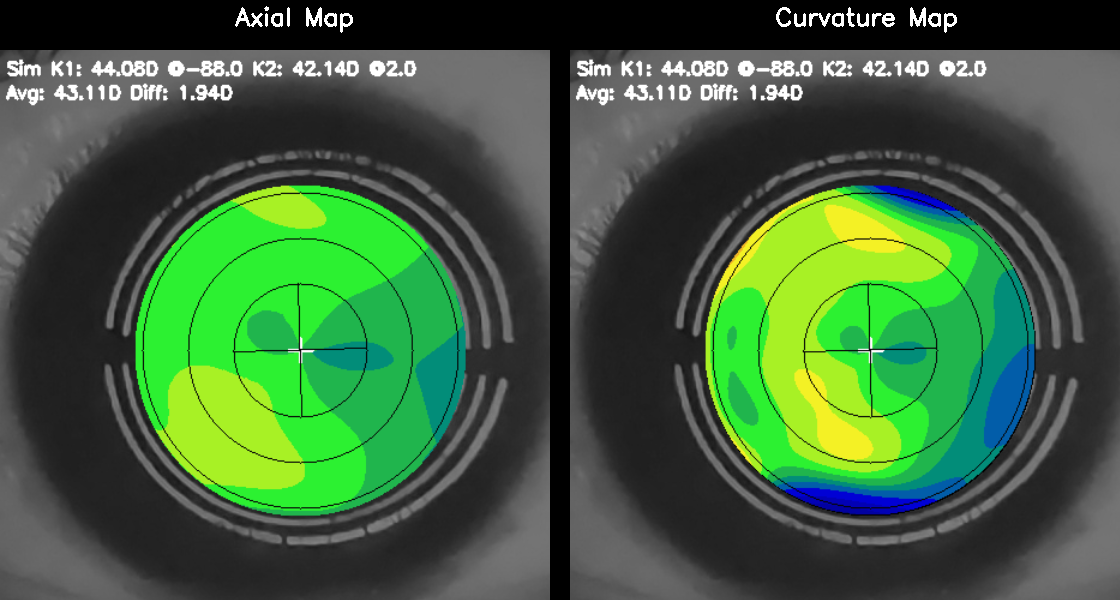 Axial Map
Curvature Map
Sim K1: 44.08D @-88.0 K2: 42.14D @2.0
Avg: 43.11D Diff: 1.94D
Sim K1: 44.08D @-88.0 K2: 42.14D @2.0
Avg: 43.11D Diff: 1.94D